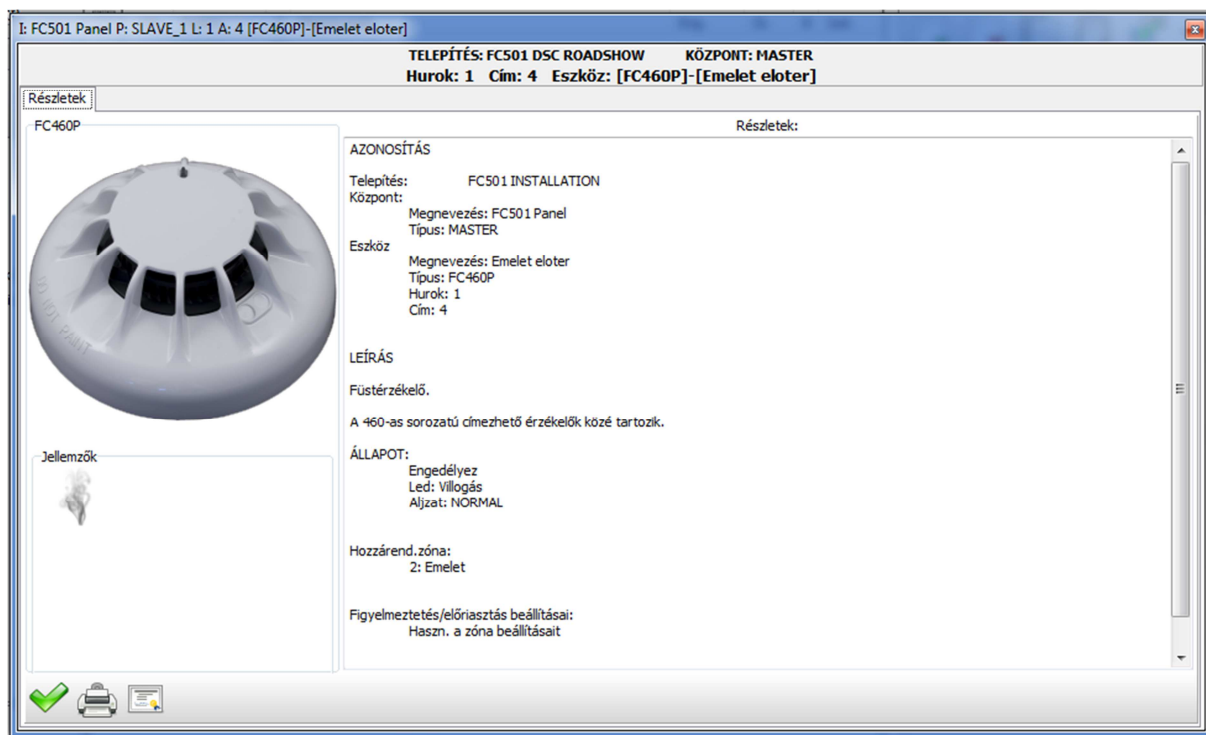 I: FC501 Panel P: SLAVE_1 L: 1 A: 4 [FC460P]-[Emelet eloter]
TELEPÍTÉS: FC501 DSC ROADSHOW KÖZPONT: MASTER
Hurok: 1 Cím: 4 Eszköz: [FC460P]-[Emelet eloter]
Részletek
FC460P
DO NOT PAINT
Jellemzők
Részletek:
AZONOSÍTÁS
Telepítés: FC501 INSTALLATION
Központ:
Megnevezés: FC501 Panel
Típus: MASTER
Eszköz
Megnevezés: Emelet eloter
Típus: FC460P
Hurok: 1
Cím: 4
LEÍRÁS
Füstérzékelő.
A 460-as sorozatú címezhető érzékelők közé tartozik.
ÁLLAPOT:
Engedélyez
Led: Villogás
Aljzat: NORMAL
Hozzárend.zóna:
2: Emelet
Figyelmeztetés/előriasztás beállításai:
Haszn. a zóna beállításait